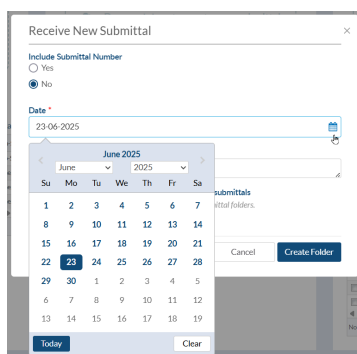 Receive New Submittal
Include Submittal Number
Yes
No
Date *
23-06-2025
June 2025
June 2025
Su Mo Tu We Th Fr Sa
1 2 3 4 5 6 7
8 9 10 11 12 13 14
15 16 17 18 19 20 21
22 23 24 25 26 27 28
29 30 1 2 3 4 5
6 7 8 9 10 11 12
13 14 15 16 17 18 19
Today Clear
submittals
mittal folders.
Cancel Create Folder